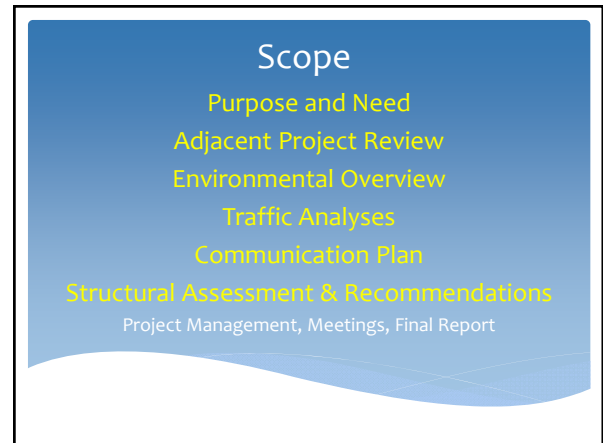 Scope
Purpose and Need
Adjacent Project Review
Environmental Overview
Traffic Analyses
Communication Plan
Structural Assessment & Recommendations
Project Management, Meetings, Final Report